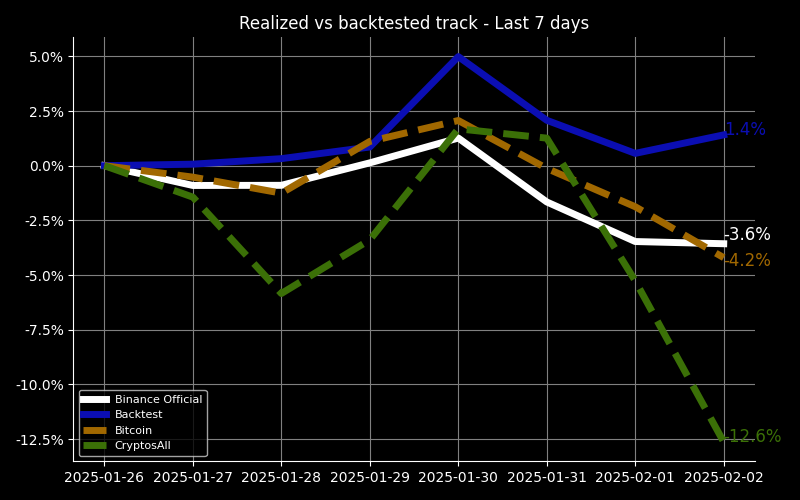 Realized vs backtested track - Last 7 days
5.0%
2.5%
0.0%
-2.5%
-5.0%
-7.5%
-10.0%
-12.5%
1.4%
-3.6%
-4.2%
-12.6%
Binance Official
Backtest
Bitcoin
CryptosAll
2025-01-26 2025-01-27 2025-01-28 2025-01-29 2025-01-30 2025-01-31 2025-02-01 2025-02-02